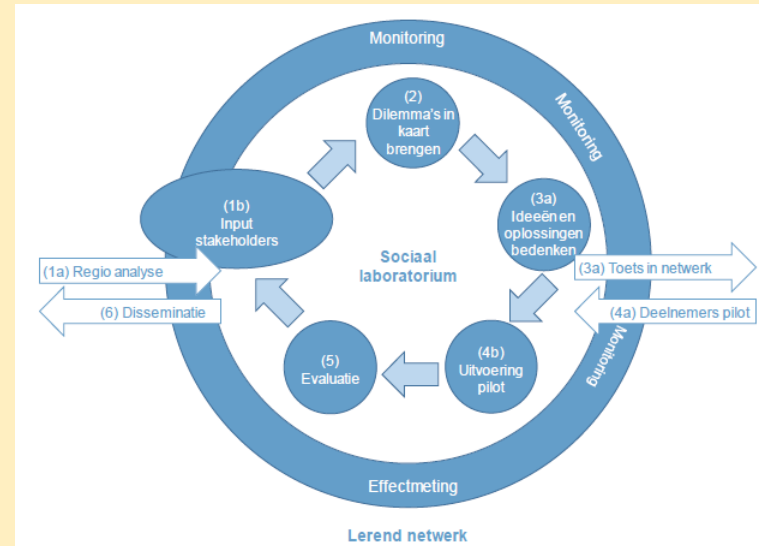 Monitoring
(2)
Dilemma's in
kaart
brengen
Monitoring
(1b)
Input
stakeholders
(3a)
Ideeën en
oplossingen
bedenken
Sociaal
laboratorium
(1a) Regio analyse
(3a) Toets in netwerk
(6) Disseminatie
(4a) Deelnemers pilot
Monitoring
(5)
Evaluatie
(4b)
Uitvoering
pilot
Effectmeting
Lerend netwerk